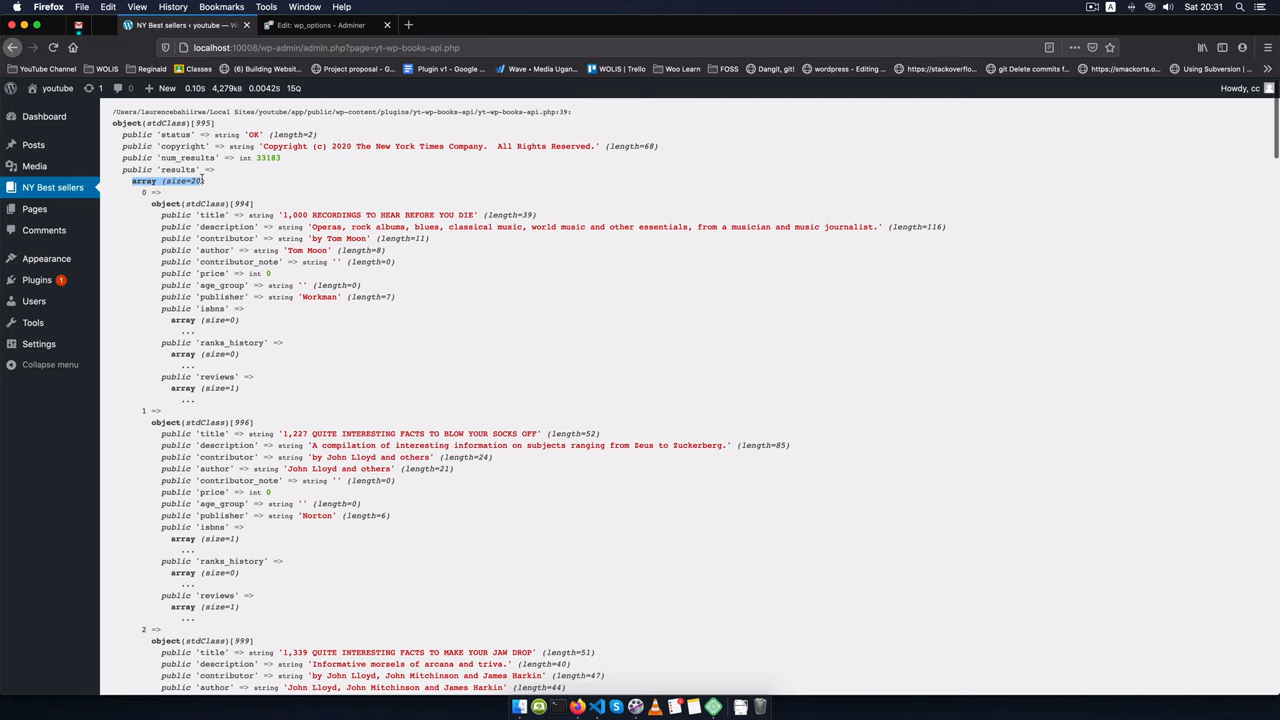 Firefox File Edit View History Bookmarks Tools Window Help A Sat 20:31
NY Best sellers ‹ youtube — W Edit: wp_options - Adminer
localhost:10008/wp-admin/admin.php?page=yt-wp-books-api.php
YouTube Channel WOLIS Reginald Classes (6) Building Websit... Project proposal - G... Plugin v1 - Google ... Wave / Media Ugan... WOLIS | Trello Woo Learn FOSS Dangit, git! wordpress - Editing ... https://stackoverflo... git Delete commits f... https://smackorts.o... Using Subversion |...
youtube 1 0 New 0.10s 4,279kB 0.0042s 15Q Howdy, cc
Dashboard
Posts
Media
NY Best sellers
Pages
Comments
Appearance
Plugins 1
Users
Tools
Settings
Collapse menu
/Users/laurencebahiirwa/Local Sites/youtube/app/public/wp-content/plugins/yt-wp-books-api/yt-wp-books-api.php:39:
object(stdClass)[995]
public 'status' => string 'OK' (length=2)
public 'copyright' => string 'Copyright (c) 2020 The New York Times Company.  All Rights Reserved.' (length=68)
public 'num_results' => int 33183
public 'results' =>
array (size=20)
0 =>
object(stdClass)[994]
public 'title' => string '1,000 RECORDINGS TO HEAR BEFORE YOU DIE' (length=39)
public 'description' => string 'Operas, rock albums, blues, classical music, world music and other essentials, from a musician and music journalist.' (length=116)
public 'contributor' => string 'by Tom Moon' (length=11)
public 'author' => string 'Tom Moon' (length=8)
public 'contributor_note' => string '' (length=0)
public 'price' => int 0
public 'age_group' => string '' (length=0)
public 'publisher' => string 'Workman' (length=7)
public 'isbns' =>
array (size=0)
...
public 'ranks_history' =>
array (size=0)
...
public 'reviews' =>
array (size=1)
...
1 =>
object(stdClass)[996]
public 'title' => string '1,227 QUITE INTERESTING FACTS TO BLOW YOUR SOCKS OFF' (length=52)
public 'description' => string 'A compilation of interesting information on subjects ranging from Zeus to Zuckerberg.' (length=85)
public 'contributor' => string 'by John Lloyd and others' (length=24)
public 'author' => string 'John Lloyd and others' (length=21)
public 'contributor_note' => string '' (length=0)
public 'price' => int 0
public 'age_group' => string '' (length=0)
public 'publisher' => string 'Norton' (length=6)
public 'isbns' =>
array (size=1)
...
public 'ranks_history' =>
array (size=0)
...
public 'reviews' =>
array (size=1)
...
2 =>
object(stdClass)[999]
public 'title' => string '1,339 QUITE INTERESTING FACTS TO MAKE YOUR JAW DROP' (length=51)
public 'description' => string 'Informative morsels of arcana and triva.' (length=40)
public 'contributor' => string 'by John Lloyd, John Mitchinson and James Harkin' (length=47)
public 'author' => string 'John Lloyd, John Mitchinson and James Harkin' (length=44)